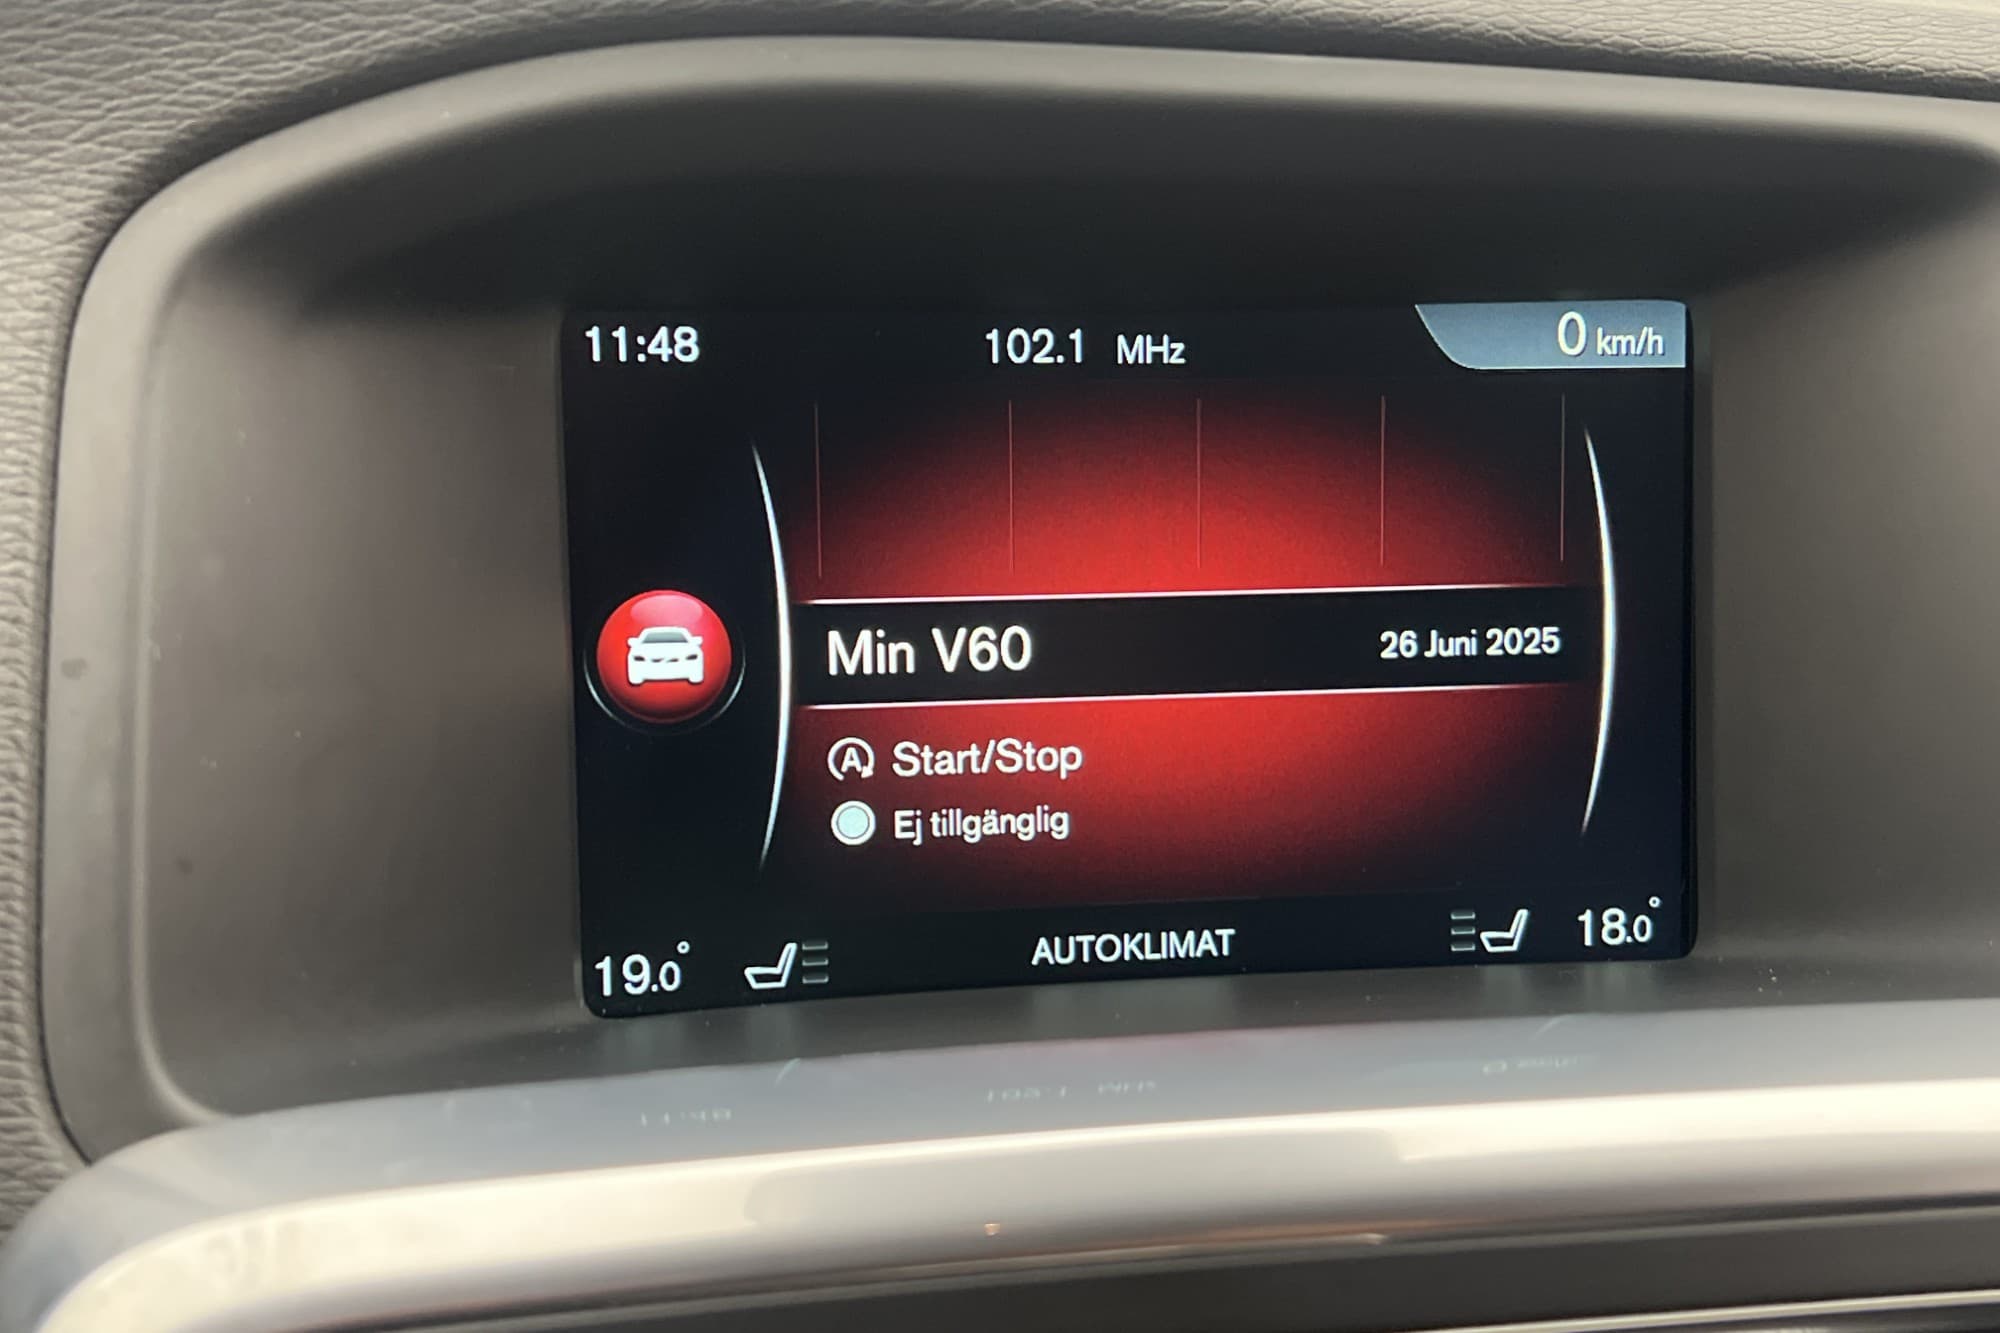 11:48 102.1 MHz 0 km/h
Min V60 26 Juni 2025
A Start/Stop
Ej tillgänglig
19.0° AUTOKLIMAT 18.0°